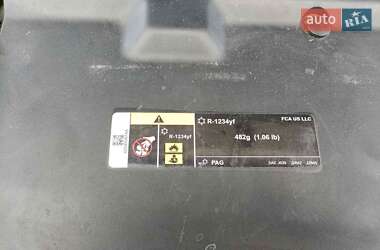 auto RIA
R-1234yf
FCA US LLC
R-1234yf
482g (1,06 lb)
PAG